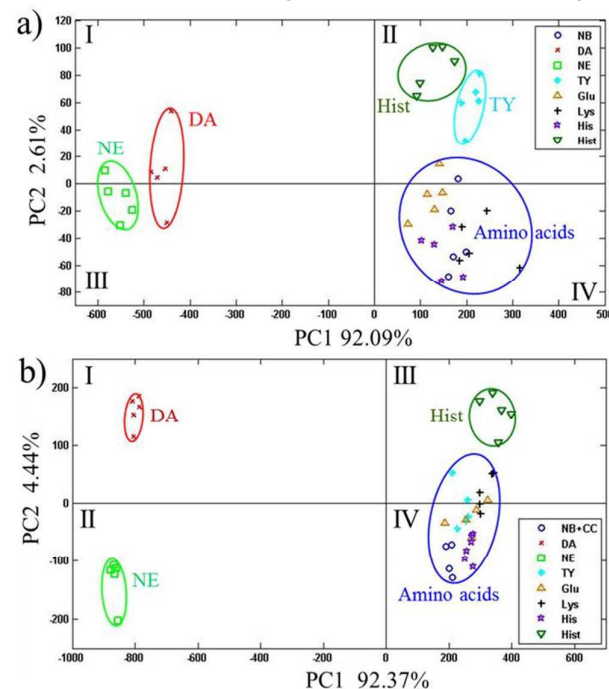 a)
I
II
NB
DA
NE
TY
Glu
Lys
His
Hist
Hist
TY
DA
NE
Amino acids
III
IV
PC2 2.61%
120
100
80
60
40
20
0
-20
-40
-60
-80
-600 -500 -400 -300 -200 -100 0 100 200 300 400 500
PC1 92.09%
b)
I
III
DA
Hist
II
IV
NE
Amino acids
NB+CC
DA
NE
TY
Glu
Lys
His
Hist
PC2 4.44%
200
100
0
-100
-200
-1000 -800 -600 -400 -200 0 200 400 600
PC1 92.37%